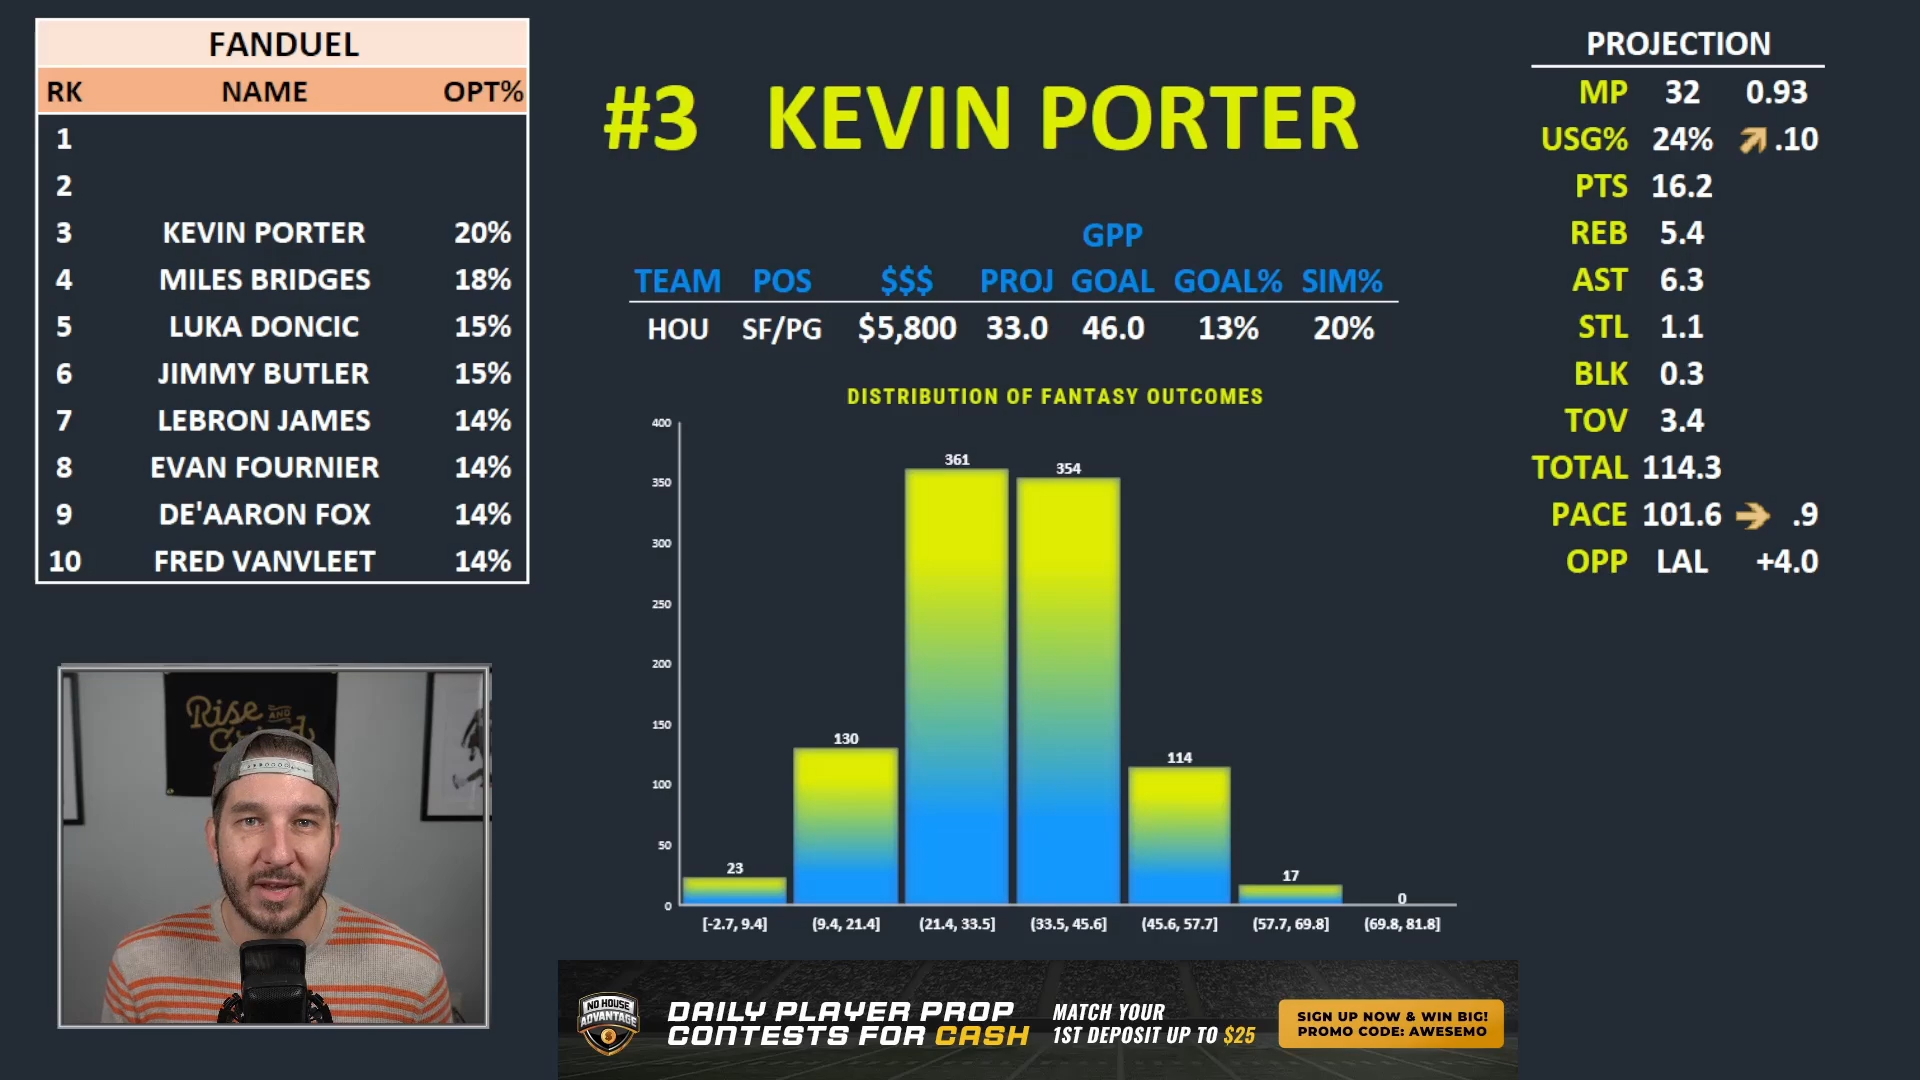 FANDUEL
RK NAME OPT%
1
2
3 KEVIN PORTER 20%
4 MILES BRIDGES 18%
5 LUKA DONCIC 15%
6 JIMMY BUTLER 15%
7 LEBRON JAMES 14%
8 EVAN FOURNIER 14%
9 DE'AARON FOX 14%
10 FRED VANVLEET 14%
#3 KEVIN PORTER
GPP
TEAM POS $$$ PROJ GOAL GOAL% SIM%
HOU SF/PG $5,800 33.0 46.0 13% 20%
DISTRIBUTION OF FANTASY OUTCOMES
400
350
300
250
200
150
100
50
0
23
130
361
354
114
17
0
[-2.7, 9.4] (9.4, 21.4] (21.4, 33.5] (33.5, 45.6] (45.6, 57.7] (57.7, 69.8] (69.8, 81.8]
PROJECTION
MP 32 0.93
USG% 24% .10
PTS 16.2
REB 5.4
AST 6.3
STL 1.1
BLK 0.3
TOV 3.4
TOTAL 114.3
PACE 101.6 .9
OPP LAL +4.0
Rise AND
NO HOUSE
ADVANTAGE
DAILY PLAYER PROP
CONTESTS FOR CASH
MATCH YOUR
1ST DEPOSIT UP TO $25
SIGN UP NOW & WIN BIG!
PROMO CODE: AWESEMO